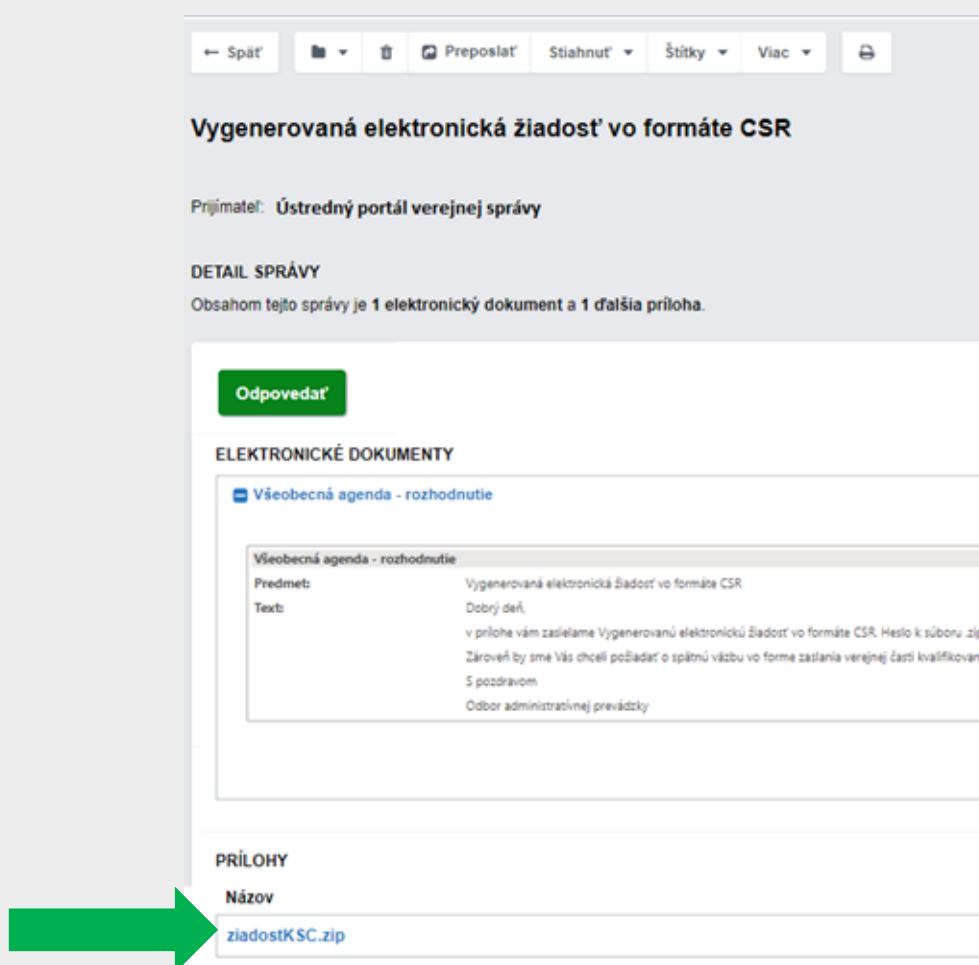 ← Späť Preposlať Stiahnuť Štítky Viac
Vygenerovaná elektronická žiadosť vo formáte CSR
Prijímateľ: Ústredný portál verejnej správy
DETAIL SPRÁVY
Obsahom tejto správy je 1 elektronický dokument a 1 ďalšia príloha.
Odpovedať
ELEKTRONICKÉ DOKUMENTY
Všeobecná agenda - rozhodnutie
Všeobecná agenda - rozhodnutie
Predmet: Vygenerovaná elektronická žiadosť vo formáte CSR
Text: Dobrý deň,
v prílohe vám zasielame Vygenerovanú elektronickú žiadosť vo formáte CSR. Heslo k súboru .zip
Zároveň by sme Vás chceli požiadať o spätnú väzbu vo forme zaslania verejnej časti kvalifikovan
S pozdravom
Odbor administratívnej prevádzky
PRÍLOHY
Názov
ziadostKSC.zip